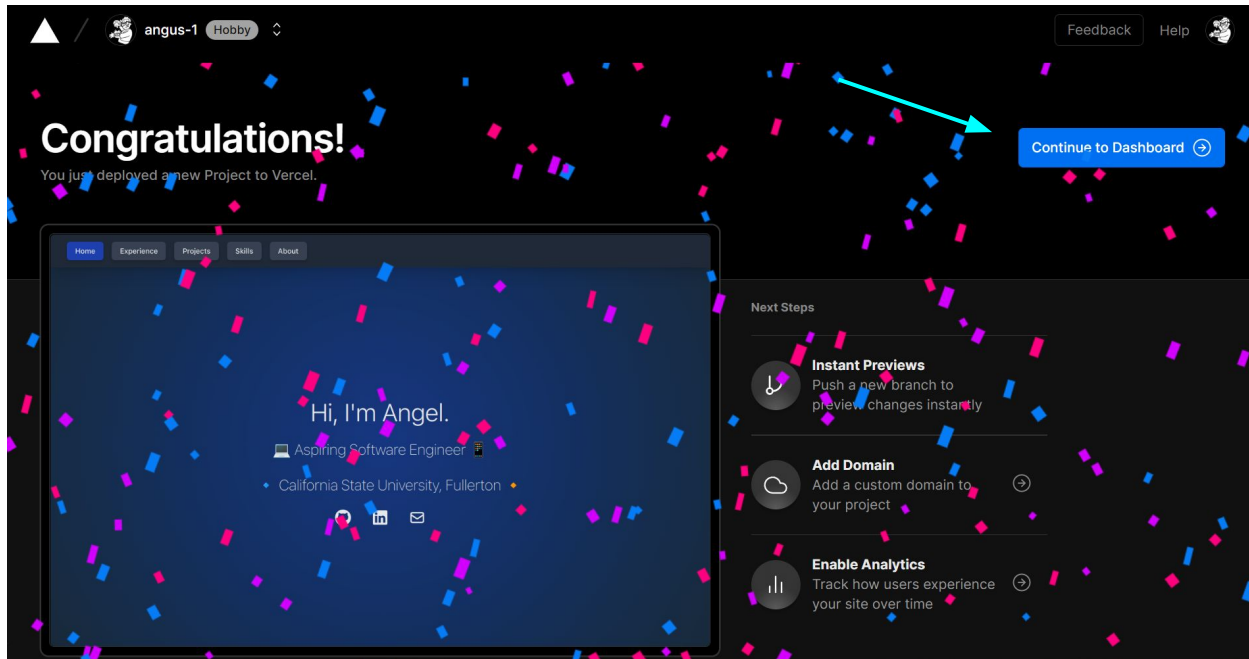 angus-1 Hobby
Feedback Help
Congratulations!
You just deployed a new Project to Vercel.
Continue to Dashboard
Home Experience Projects Skills About
Hi, I'm Angel.
💻 Aspiring Software Engineer 📱
🔹 California State University, Fullerton 🔸
Next Steps
Instant Previews
Push a new branch to
preview changes instantly
Add Domain
Add a custom domain to
your project
Enable Analytics
Track how users experience
your site over time